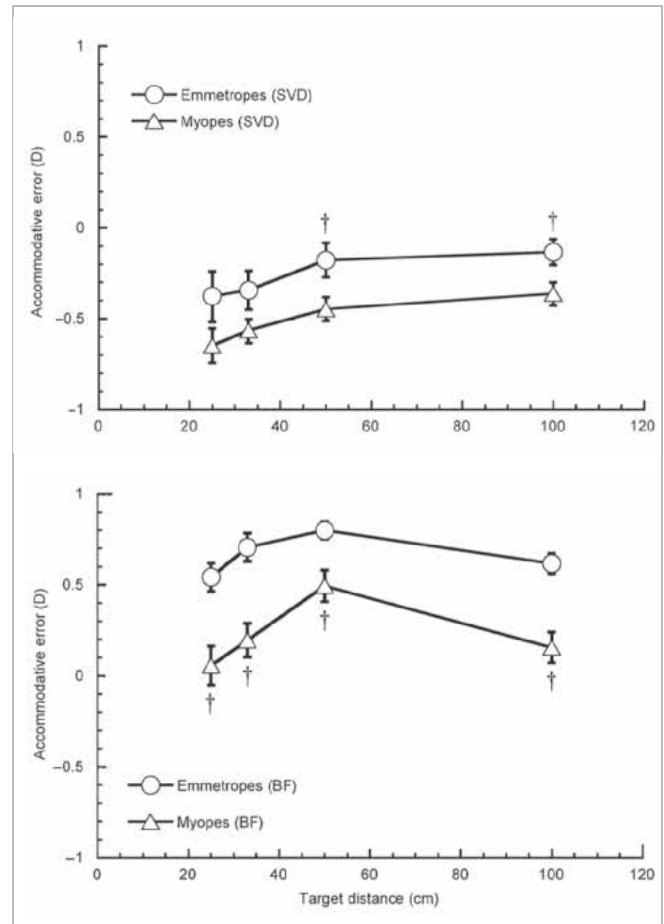 1
0.5
0
−0.5
−1
Accommodative error (D)
Emmetropes (SVD)
Myopes (SVD)
† †
0 20 40 60 80 100 120
1
0.5
0
−0.5
−1
Accommodative error (D)
† † † †
Emmetropes (BF)
Myopes (BF)
0 20 40 60 80 100 120
Target distance (cm)